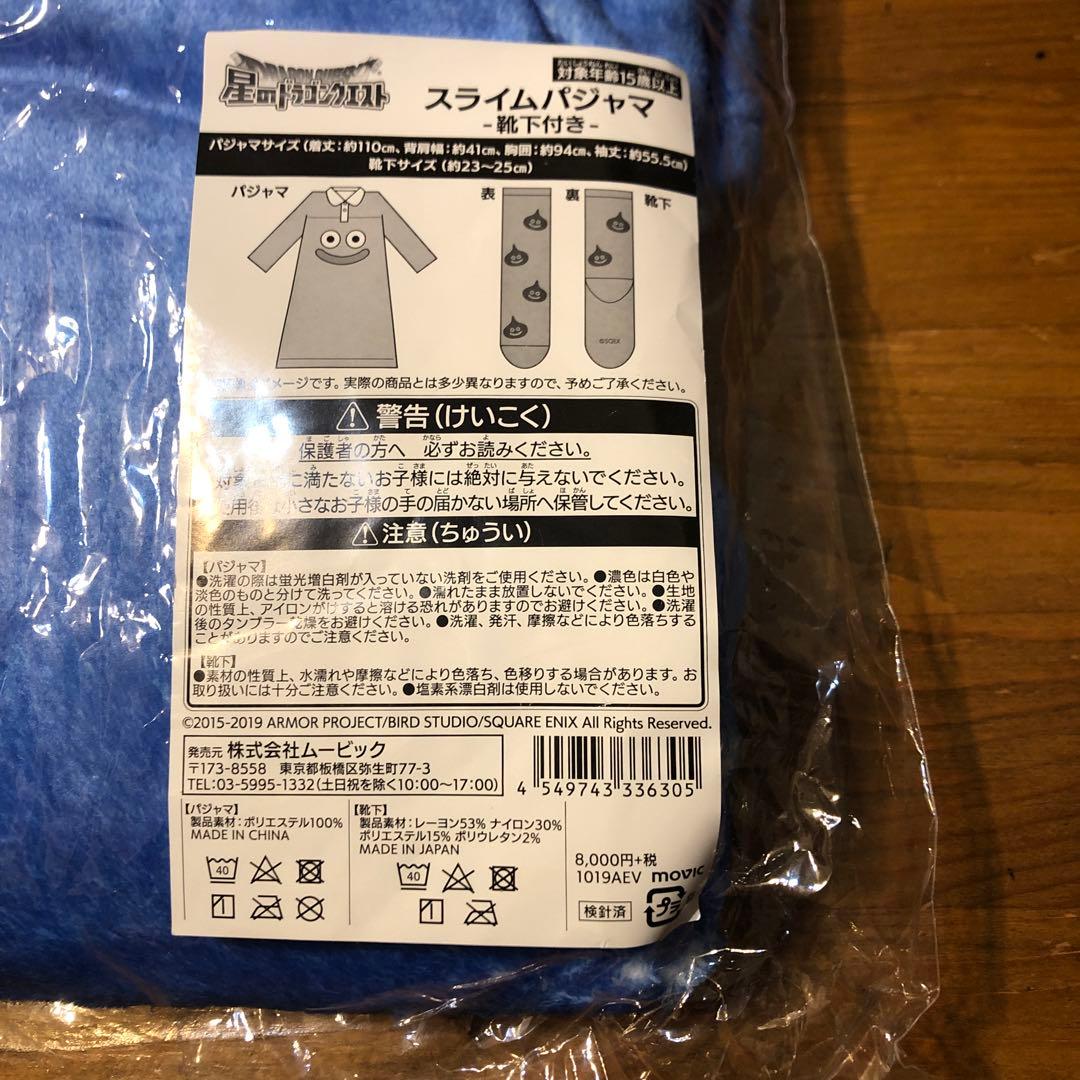 星のドラゴンクエスト
対象年齢15歳以上
スライムパジャマ
-靴下付き-
パジャマサイズ（着丈：約110㎝、背肩幅：約41㎝、胸囲：約94㎝、袖丈：約55.5㎝）
靴下サイズ（約23～25㎝）
パジャマ
表
裏
靴下
©SQEX
メージです。実際の商品とは多少異なりますので、予めご了承ください。
警告（けいこく）
保護者の方へ 必ずお読みください。
対象 に満たないお子様には絶対に与えないでください。
使用後 小さなお子様の手の届かない場所へ保管してください。
注意（ちゅうい）
【パジャマ】
●洗濯の際は蛍光増白剤が入っていない洗剤をご使用ください。●濃色は白色や
淡色のものと分けて洗ってください。●濡れたまま放置しないでください。●生地
の性質上、アイロンがけすると溶ける恐れがありますのでお避けください。●洗濯
後のタンブラー乾燥をお避けください。●洗濯、発汗、摩擦などにより色落ちする
ことがありますのでご注意ください。
【靴下】
●素材の性質上、水濡れや摩擦などにより色落ち、色移りする場合があります。お
取り扱いには十分ご注意ください。●塩素系漂白剤は使用しないでください。
©2015-2019 ARMOR PROJECT/BIRD STUDIO/SQUARE ENIX All Rights Reserved.
発売元 株式会社ムービック
〒173-8558 東京都板橋区弥生町77-3
TEL:03-5995-1332(土日祝を除く10:00～17:00)
4 549743 336305
【パジャマ】
製品素材：ポリエステル100%
MADE IN CHINA
40
【靴下】
製品素材：レーヨン53% ナイロン30%
ポリエステル15% ポリウレタン2%
MADE IN JAPAN
40
8,000円+税
1019AEV movic
検針済
プラ